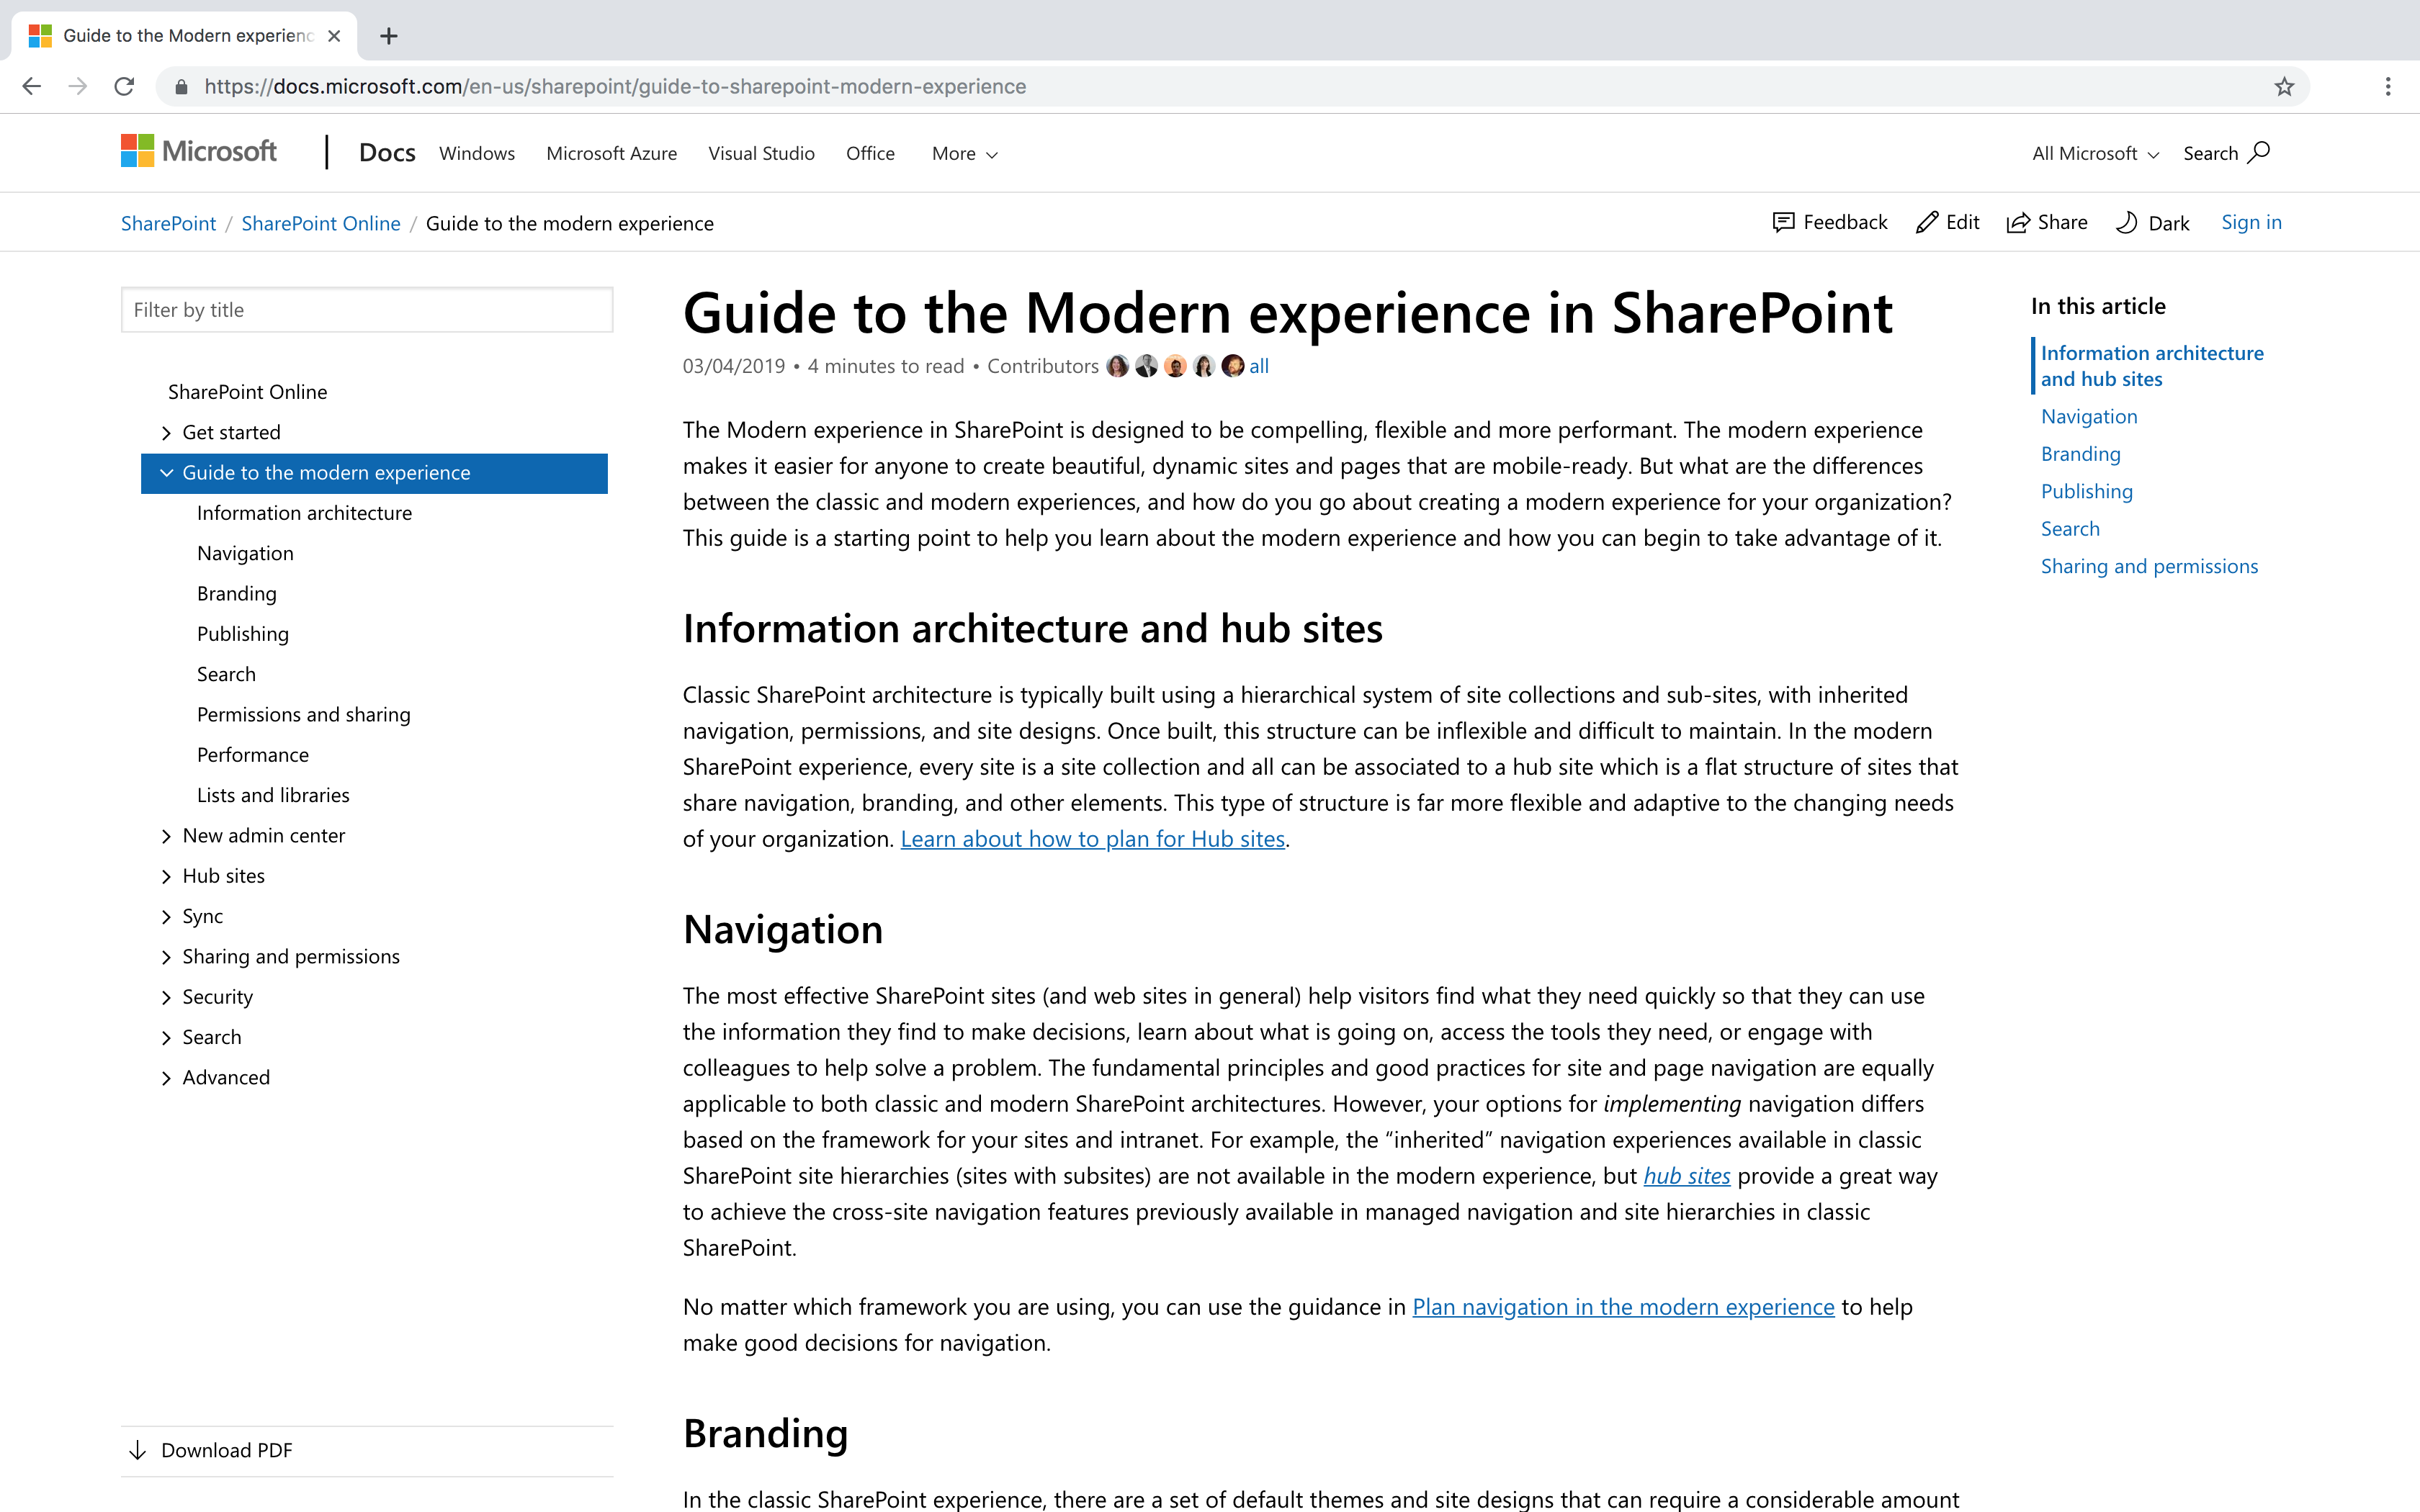 Guide to the Modern experienc
https://docs.microsoft.com/en-us/sharepoint/guide-to-sharepoint-modern-experience
Microsoft
Docs
Windows
Microsoft Azure
Visual Studio
Office
More
All Microsoft
Search
SharePoint / SharePoint Online / Guide to the modern experience
Feedback
Edit
Share
Dark
Sign in
Filter by title
SharePoint Online
Get started
Guide to the modern experience
Information architecture
Navigation
Branding
Publishing
Search
Permissions and sharing
Performance
Lists and libraries
New admin center
Hub sites
Sync
Sharing and permissions
Security
Search
Advanced
Download PDF
Guide to the Modern experience in SharePoint
03/04/2019 • 4 minutes to read • Contributors all
The Modern experience in SharePoint is designed to be compelling, flexible and more performant. The modern experience
makes it easier for anyone to create beautiful, dynamic sites and pages that are mobile-ready. But what are the differences
between the classic and modern experiences, and how do you go about creating a modern experience for your organization?
This guide is a starting point to help you learn about the modern experience and how you can begin to take advantage of it.
Information architecture and hub sites
Classic SharePoint architecture is typically built using a hierarchical system of site collections and sub-sites, with inherited
navigation, permissions, and site designs. Once built, this structure can be inflexible and difficult to maintain. In the modern
SharePoint experience, every site is a site collection and all can be associated to a hub site which is a flat structure of sites that
share navigation, branding, and other elements. This type of structure is far more flexible and adaptive to the changing needs
of your organization. Learn about how to plan for Hub sites.
Navigation
The most effective SharePoint sites (and web sites in general) help visitors find what they need quickly so that they can use
the information they find to make decisions, learn about what is going on, access the tools they need, or engage with
colleagues to help solve a problem. The fundamental principles and good practices for site and page navigation are equally
applicable to both classic and modern SharePoint architectures. However, your options for implementing navigation differs
based on the framework for your sites and intranet. For example, the “inherited” navigation experiences available in classic
SharePoint site hierarchies (sites with subsites) are not available in the modern experience, but hub sites provide a great way
to achieve the cross-site navigation features previously available in managed navigation and site hierarchies in classic
SharePoint.
No matter which framework you are using, you can use the guidance in Plan navigation in the modern experience to help
make good decisions for navigation.
Branding
In the classic SharePoint experience, there are a set of default themes and site designs that can require a considerable amount
In this article
Information architecture
and hub sites
Navigation
Branding
Publishing
Search
Sharing and permissions